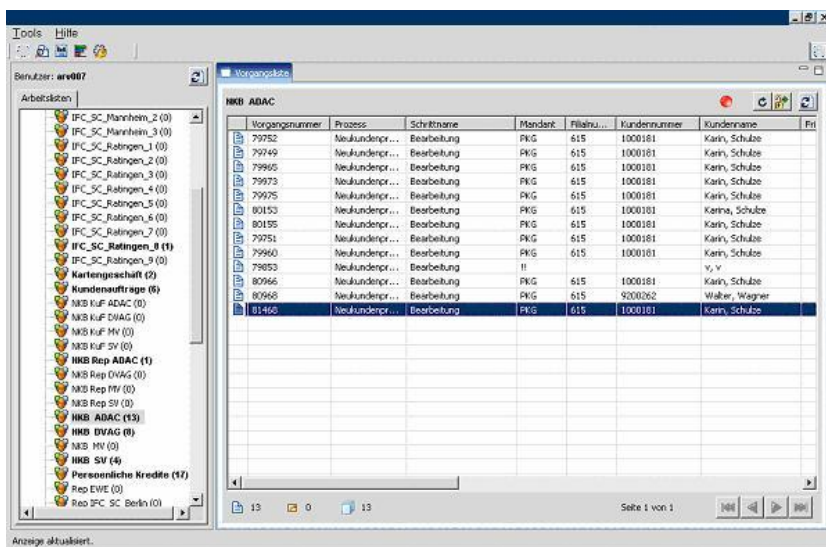 Tools Hilfe
Benutzer: are007
Arbeitslisten
IFC_SC_Mannheim_2 (0)
IFC_SC_Mannheim_3 (0)
IFC_SC_Ratingen_1 (0)
IFC_SC_Ratingen_2 (0)
IFC_SC_Ratingen_3 (0)
IFC_SC_Ratingen_4 (0)
IFC_SC_Ratingen_5 (0)
IFC_SC_Ratingen_6 (0)
IFC_SC_Ratingen_7 (0)
IFC_SC_Ratingen_8 (1)
IFC_SC_Ratingen_9 (0)
Kartengeschäft (2)
Kundenaufträge (6)
NKB KuF ADAC (0)
NKB KuF DVAG (0)
NKB KuF MV (0)
NKB KuF SV (0)
NKB Rep ADAC (1)
NKB Rep DVAG (0)
NKB Rep MV (0)
NKB Rep SV (0)
NKB ADAC (13)
NKB DVAG (8)
NKB MV (0)
NKB SV (4)
Persoenliche Kredite (17)
Rep EWE (0)
Rep IFC SC Berlin (0)
Vorgangsliste
NKB ADAC
Vorgangsnummer Prozess Schrittname Mandant Filialnu... Kundennummer Kundenname Fri
79752 Neukundenpr... Bearbeitung PKG 615 1000181 Karin, Schulze
79749 Neukundenpr... Bearbeitung PKG 615 1000181 Karin, Schulze
79965 Neukundenpr... Bearbeitung PKG 615 1000181 Karin, Schulze
79973 Neukundenpr... Bearbeitung PKG 615 1000181 Karin, Schulze
79975 Neukundenpr... Bearbeitung PKG 615 1000181 Karin, Schulze
80153 Neukundenpr... Bearbeitung PKG 615 1000181 Karina, Schulze
80155 Neukundenpr... Bearbeitung PKG 615 1000181 Karin, Schulze
79751 Neukundenpr... Bearbeitung PKG 615 1000181 Karin, Schulze
79960 Neukundenpr... Bearbeitung PKG 615 1000181 Karin, Schulze
79853 Neukundenpr... Bearbeitung !! v, v
80966 Neukundenpr... Bearbeitung PKG 615 1000181 Karin, Schulze
80968 Neukundenpr... Bearbeitung PKG 615 9200262 Walter, Wagner
81468 Neukundenpr... Bearbeitung PKG 615 1000181 Karin, Schulze
13 0 13 Seite 1 von 1
Anzeige aktualisiert.